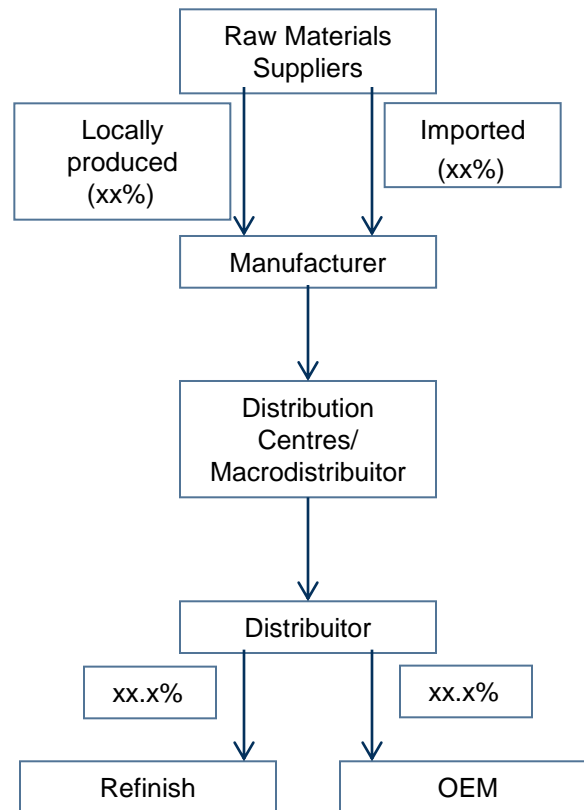 Raw Materials
Suppliers
Locally
produced
(xx%)
Imported
(xx%)
Manufacturer
Distribution
Centres/
Macrodistribuitor
Distribuitor
xx.x%
xx.x%
Refinish
OEM